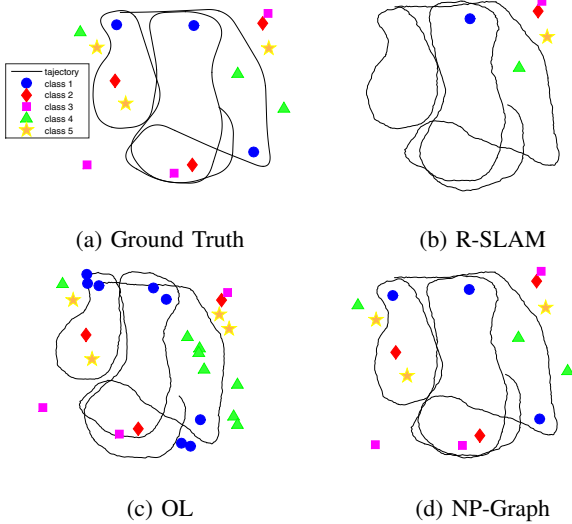 tajectory
class 1
class 2
class 3
class 4
class 5
(a) Ground Truth
(b) R-SLAM
(c) OL
(d) NP-Graph